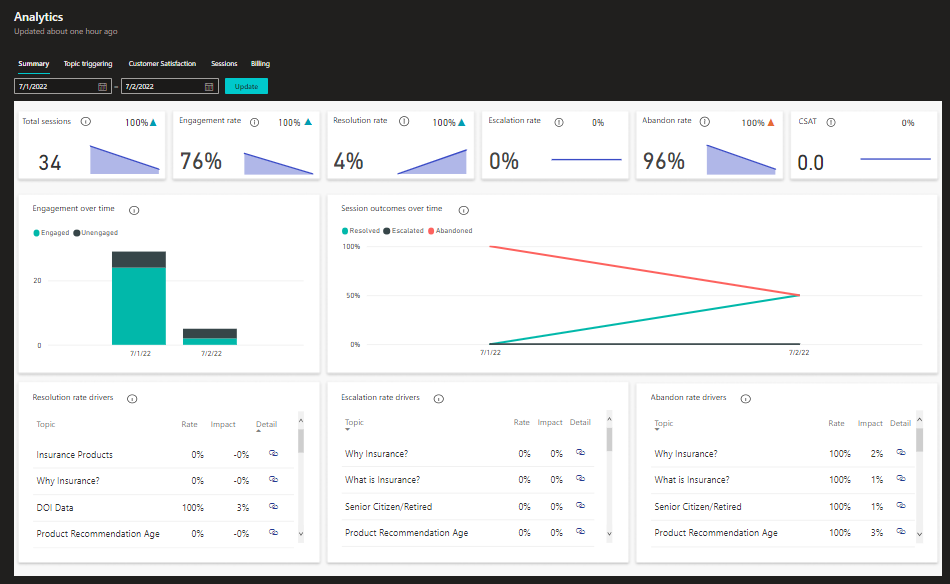 Analytics
Updated about one hour ago
Summary Topic triggering Customer Satisfaction Sessions Billing
7/1/2022 – 7/2/2022 Update
Total sessions 100% Engagement rate 100% Resolution rate 100% Escalation rate 0% Abandon rate 100% CSAT 0%
34 76% 4% 0% 96% 0.0
Engagement over time
Engaged Unengaged
20
0
7/1/22 7/2/22
Session outcomes over time
Resolved Escalated Abandoned
100%
50%
0%
7/1/22 7/2/22
Resolution rate drivers
Topic Rate Impact Detail
Insurance Products 0% -0%
Why Insurance? 0% -0%
DOI Data 100% 3%
Product Recommendation Age 0% -0%
Escalation rate drivers
Topic Rate Impact Detail
Why Insurance? 0% 0%
What is Insurance? 0% 0%
Senior Citizen/Retired 0% 0%
Product Recommendation Age 0% 0%
Abandon rate drivers
Topic Rate Impact Detail
Why Insurance? 100% 2%
What is Insurance? 100% 1%
Senior Citizen/Retired 100% 1%
Product Recommendation Age 100% 3%